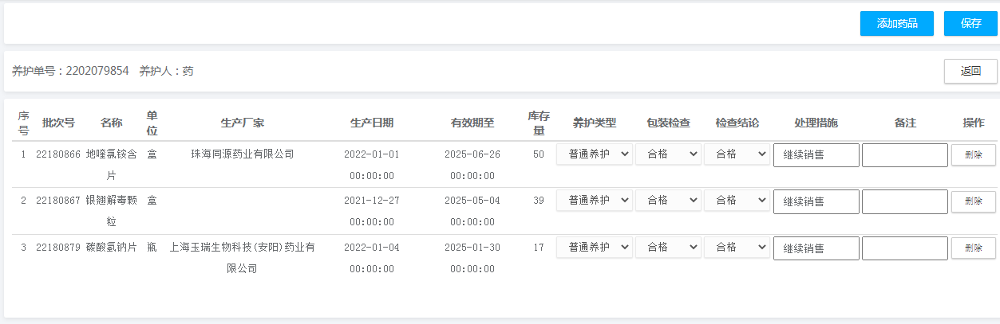 添加药品 保存
养护单号：2202079854 养护人：药 返回
序号 批次号 名称 单位 生产厂家 生产日期 有效期至 库存量 养护类型 包装检查 检查结论 处理措施 备注 操作
1 22180866 地喹氯铵含片 盒 珠海同源药业有限公司 2022-01-01 00:00:00 2025-06-26 00:00:00 50 普通养护 合格 合格 继续销售 删除
2 22180867 银翘解毒颗粒 盒 2021-12-27 00:00:00 2025-05-04 00:00:00 39 普通养护 合格 合格 继续销售 删除
3 22180879 碳酸氢钠片 瓶 上海玉瑞生物科技(安阳)药业有限公司 2022-01-04 00:00:00 2025-01-30 00:00:00 17 普通养护 合格 合格 继续销售 删除